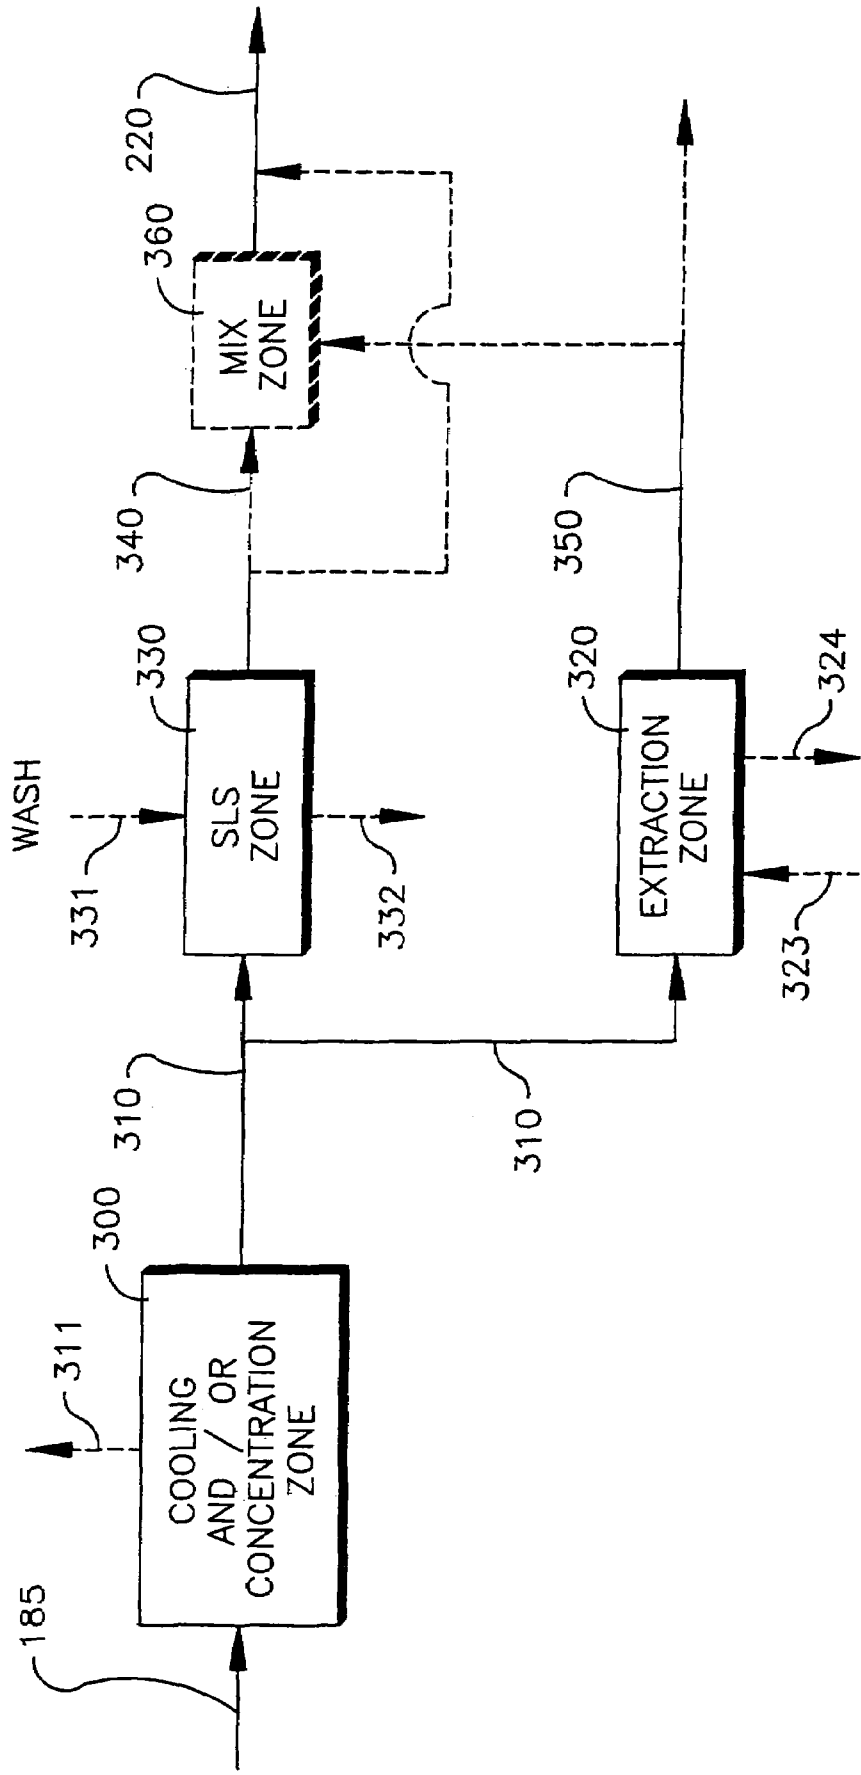 185
311
COOLING
AND / OR
CONCENTRATION
ZONE
300
310
310
WASH
331
SLS
ZONE
330
332
EXTRACTION
ZONE
320
323
324
340
350
MIX
ZONE
360
220